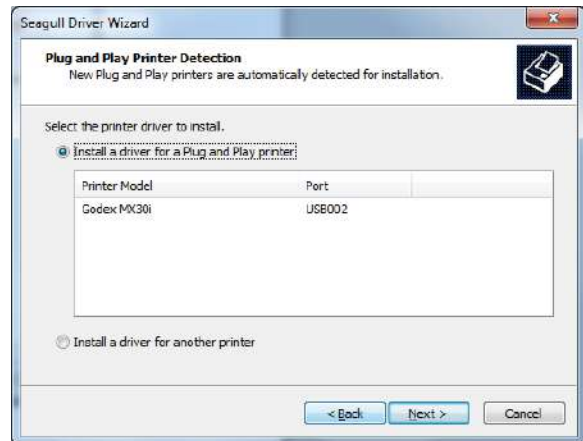 Seagull Driver Wizard
Plug and Play Printer Detection
New Plug and Play printers are automatically detected for installation.
Select the printer driver to install.
Install a driver for a Plug and Play printer
Printer Model Port
Godex MX30i USB002
Install a driver for another printer
< Back Next > Cancel